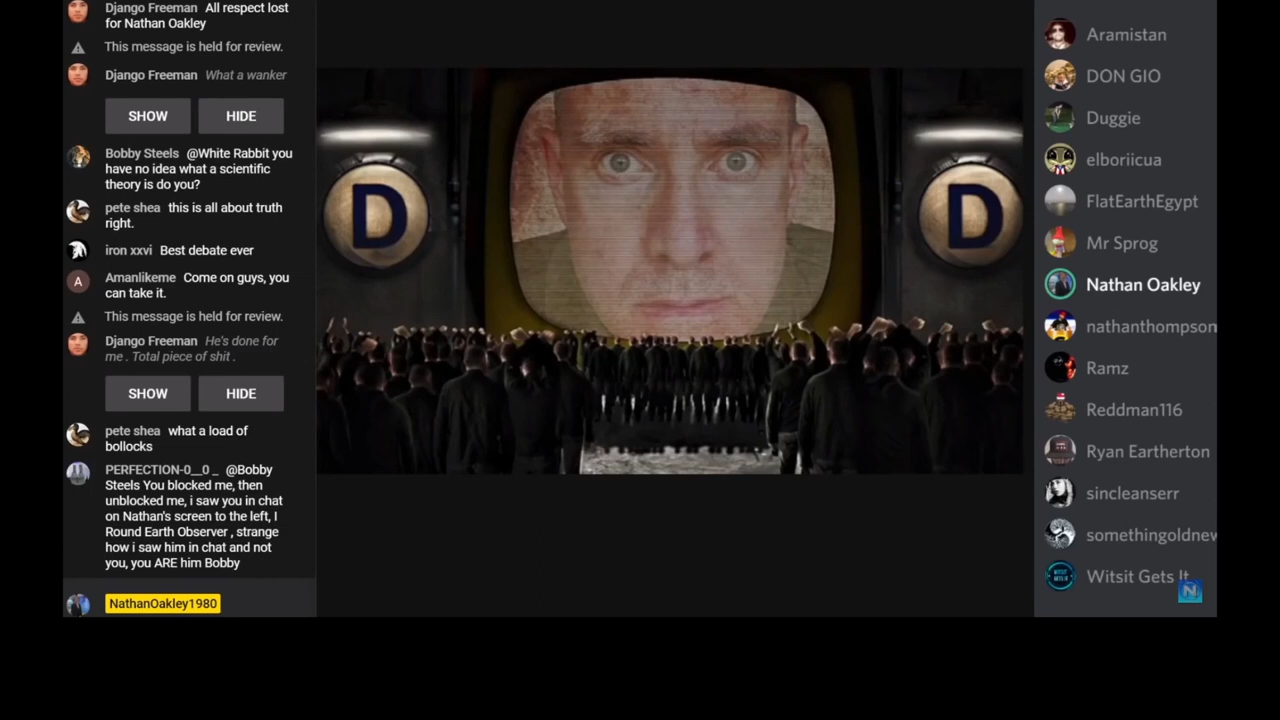 Django Freeman All respect lost
for Nathan Oakley
This message is held for review.
Django Freeman What a wanker
SHOW HIDE
Bobby Steels @White Rabbit you
have no idea what a scientific
theory is do you?
pete shea this is all about truth
right.
iron xxvi Best debate ever
A Amanlikeme Come on guys, you
can take it.
This message is held for review.
Django Freeman He's done for
me . Total piece of shit .
SHOW HIDE
pete shea what a load of
bollocks
PERFECTION-0__0 _ @Bobby
Steels You blocked me, then
unblocked me, i saw you in chat
on Nathan's screen to the left, I
Round Earth Observer , strange
how i saw him in chat and not
you, you ARE him Bobby
NathanOakley1980
D
D
Aramistan
DON GIO
Duggie
elboriicua
FlatEarthEgypt
Mr Sprog
Nathan Oakley
nathanthompson
Ramz
Reddman116
Ryan Eartherton
sincleanserr
somethingoldnew
WITSIT GETS IT Witsit Gets It
N